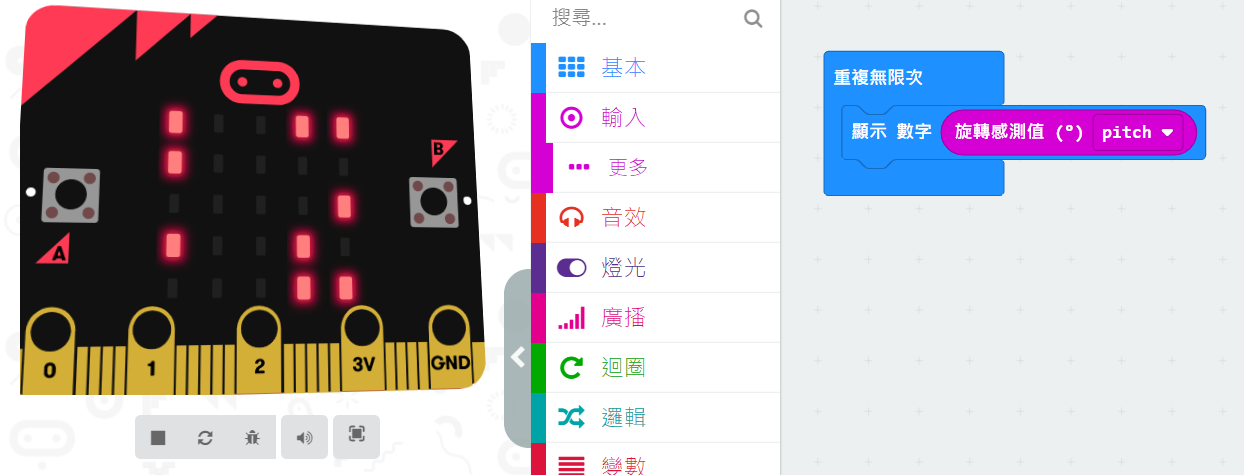 搜尋...
基本
輸入
更多
音效
燈光
廣播
迴圈
邏輯
變數
重複無限次
顯示 數字 旋轉感測值 (°) pitch
B
A
0 1 2 3V GND